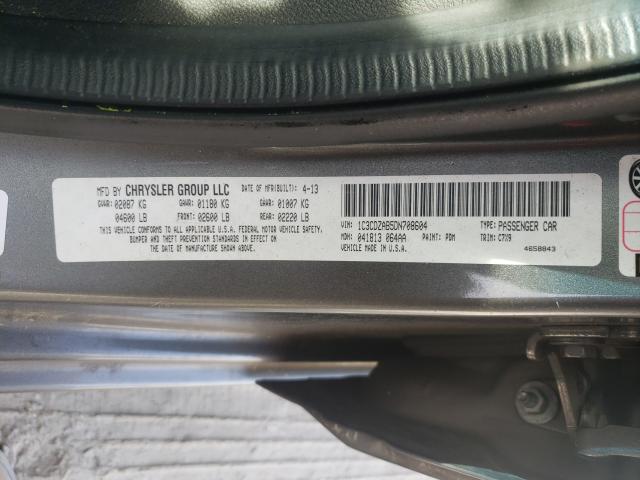 MFD BY CHRYSLER GROUP LLC DATE OF MFR(BUILT): 4-13
GVWR: 02087 KG GAWR: 01180 KG GAWR: 01007 KG
04600 LB FRONT: 02600 LB REAR: 02220 LB
THIS CAR CONFORMS TO ALL APPLICABLE U.S.A. FEDERAL MOTOR VEHICLE SAFETY,
BUMPER AND THEFT PREVENTION STANDARDS IN EFFECT ON
THE DATE OF MANUFACTURE SHOWN ABOVE.
VIN: 1C3CDZAB5DN708604 TYPE: PASSENGER CAR
MDH: 041813 064AA PAINT: PDM TRIM: C7X9
VEHICLE MADE IN U.S.A. 4658843